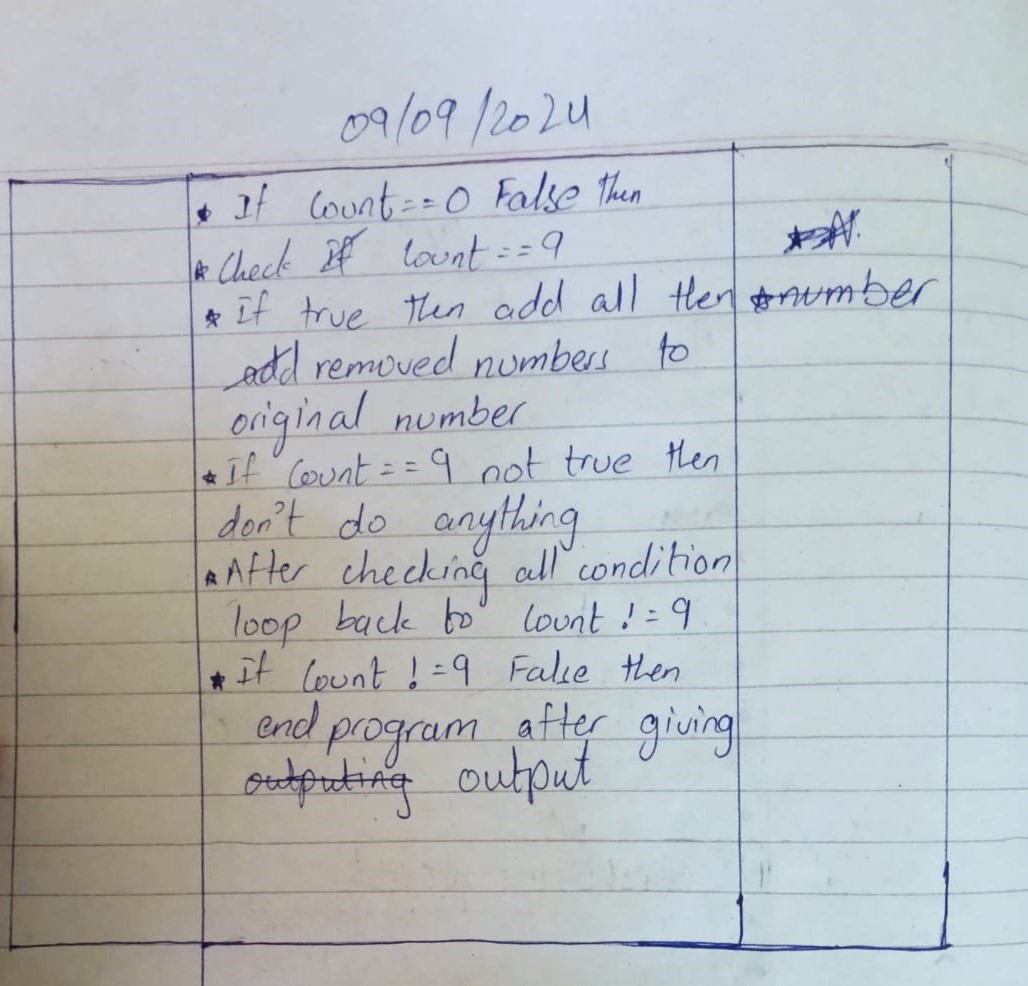 09/09/2024
* If Count==0 False then
* Check If Count==9
* If true then add all then
add removed numbers to
original number
* If Count==9 not true then
don't do anything
* After checking all condition
loop back to Count !=9
* If Count !=9 False then
end program after giving
outputing output
* number